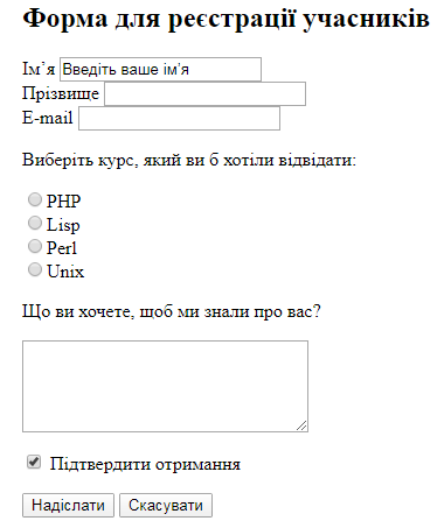 Форма для реєстрації учасників
Ім’я Введіть ваше ім’я
Прізвище
E-mail
Виберіть курс, який ви б хотіли відвідати:
PHP
Lisp
Perl
Unix
Що ви хочете, щоб ми знали про вас?
Підтвердити отримання
Надіслати Скасувати